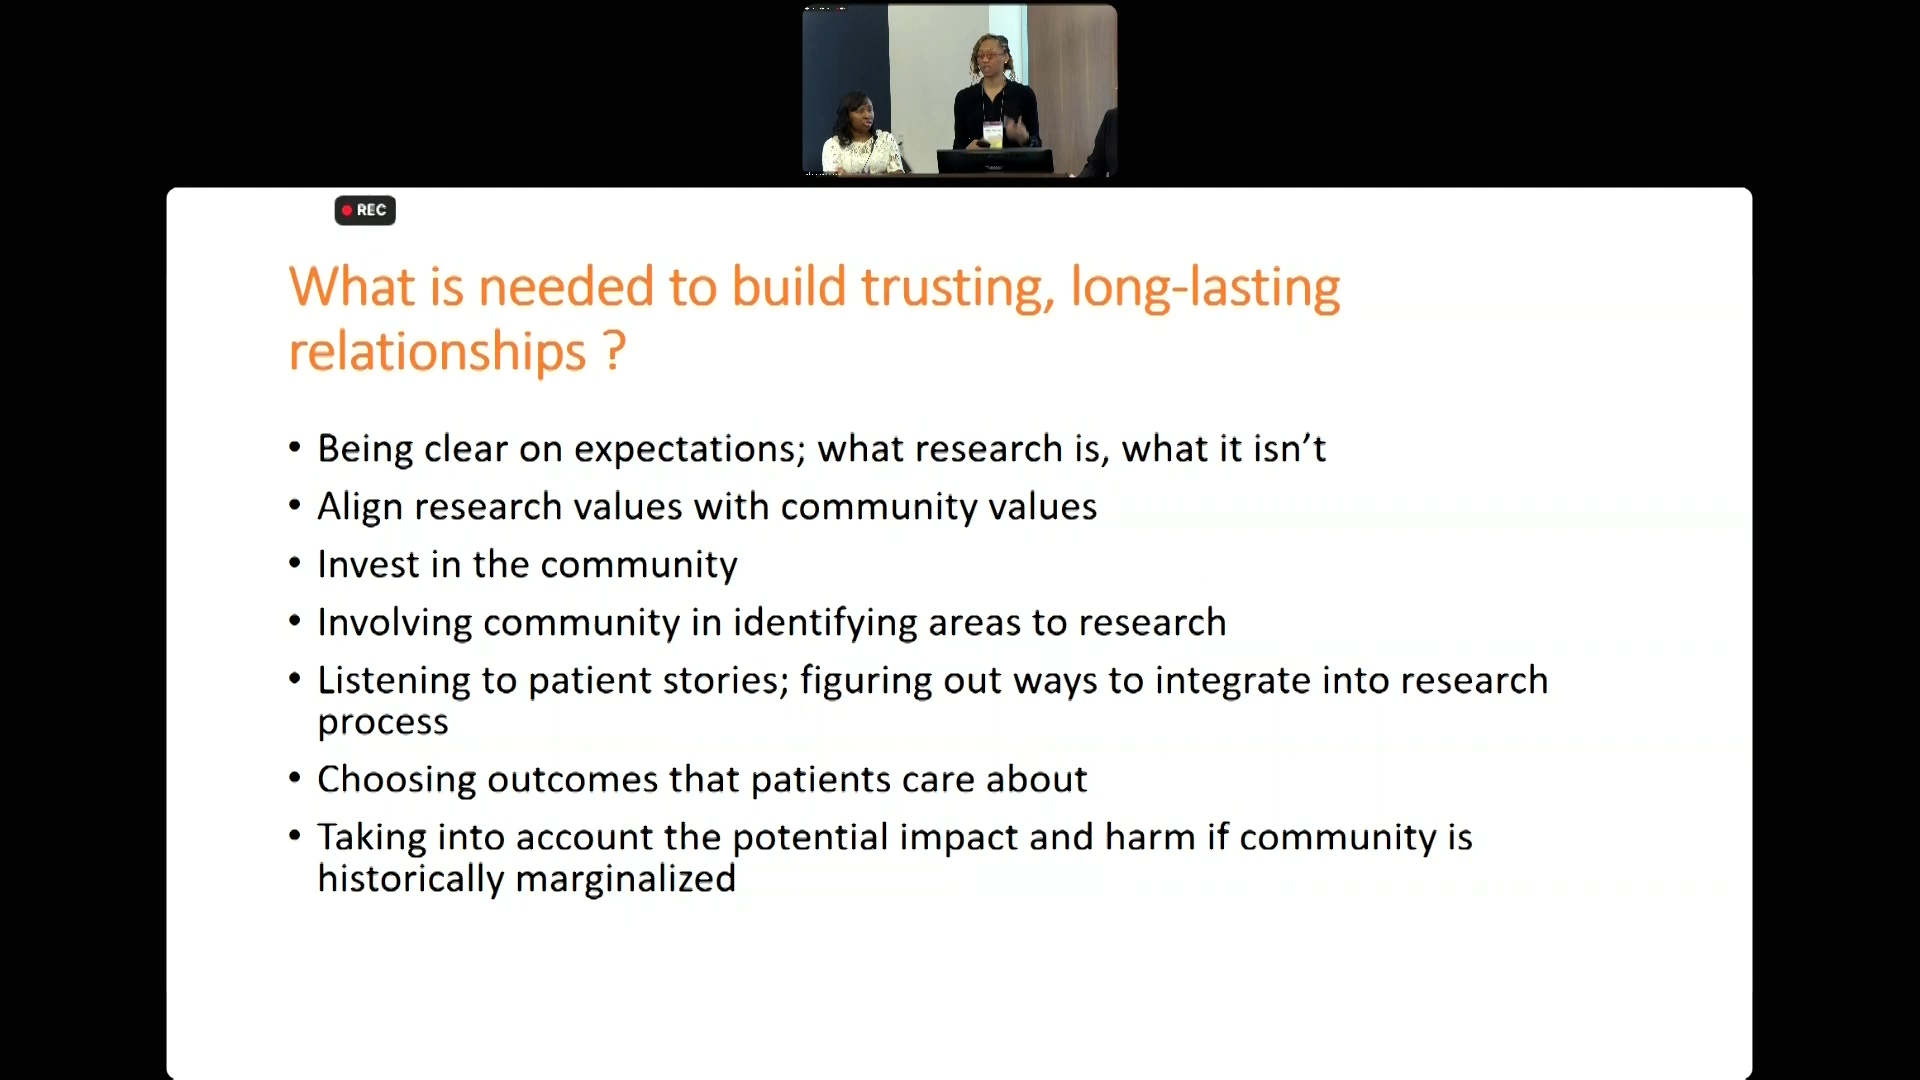 REC
What is needed to build trusting, long-lasting
relationships ?
• Being clear on expectations; what research is, what it isn’t
• Align research values with community values
• Invest in the community
• Involving community in identifying areas to research
• Listening to patient stories; figuring out ways to integrate into research
process
• Choosing outcomes that patients care about
• Taking into account the potential impact and harm if community is
historically marginalized